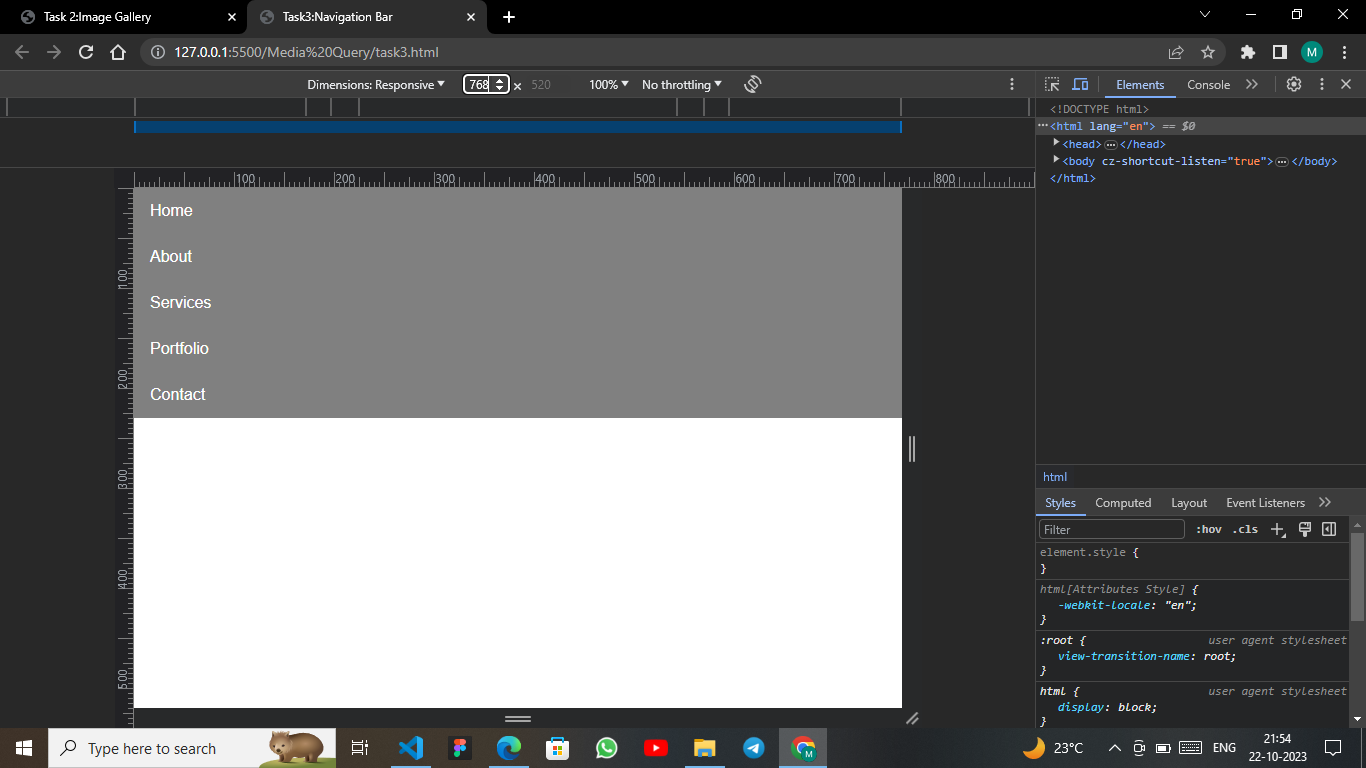 Task 2:Image Gallery
Task3:Navigation Bar
127.0.0.1:5500/Media%20Query/task3.html
M
Dimensions: Responsive
768 × 520
100%
No throttling
Elements
Console
<!DOCTYPE html>
<html lang="en"> == $0
<head> </head>
<body cz-shortcut-listen="true"> </body>
</html>
100 200 300 400 500 600 700 800
100
200
300
400
500
Home
About
Services
Portfolio
Contact
html
Styles Computed Layout Event Listeners
Filter
:hov .cls
element.style {
}
html[Attributes Style] {
-webkit-locale: "en";
}
:root { user agent stylesheet
view-transition-name: root;
}
html { user agent stylesheet
display: block;
}
Type here to search
M
23°C
ENG
21:54
22-10-2023